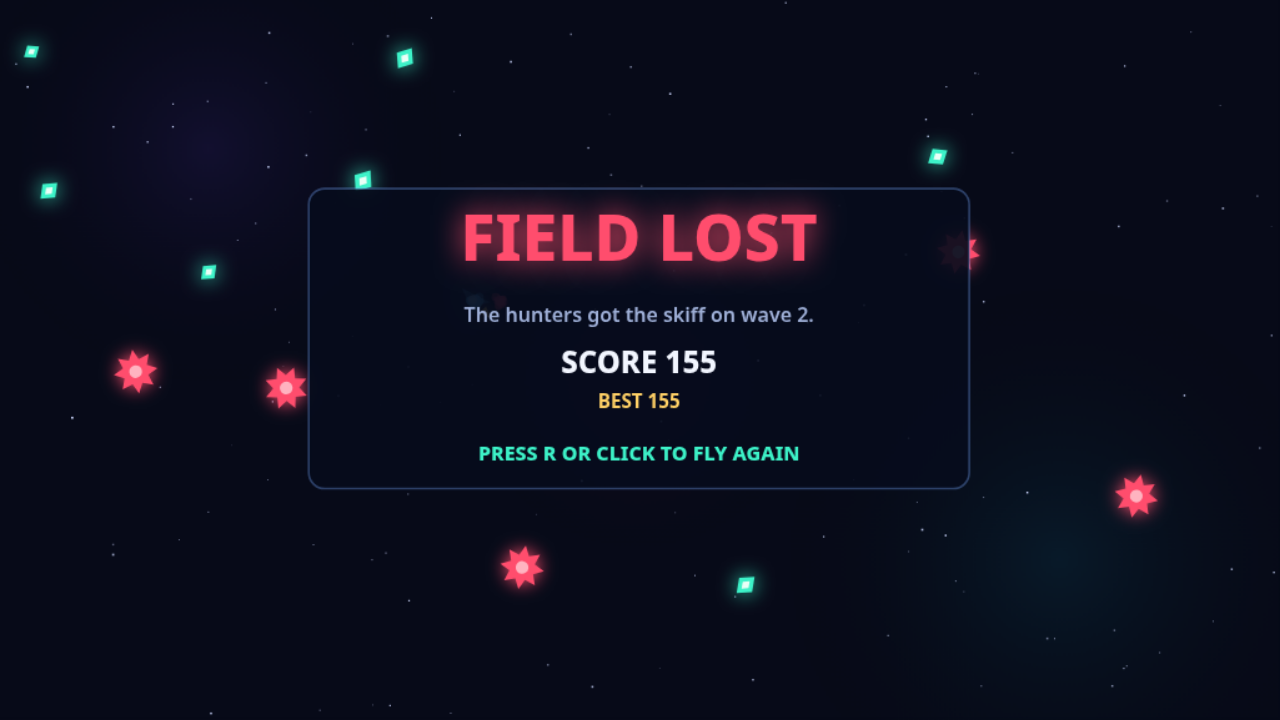 FIELD LOST
The hunters got the skiff on wave 2.
SCORE 155
BEST 155
PRESS R OR CLICK TO FLY AGAIN